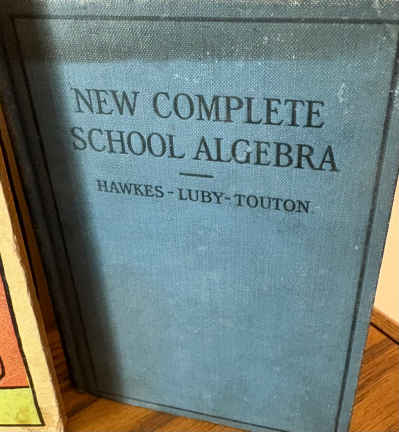 NEW COMPLETE
SCHOOL ALGEBRA
HAWKES-LUBY-TOUTON